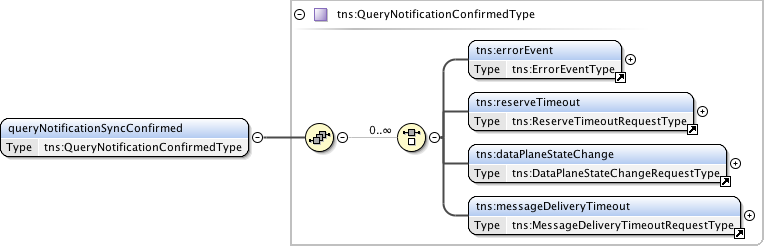 tns:QueryNotificationConfirmedType
tns:errorEvent
Type tns:ErrorEventType
tns:reserveTimeout
Type tns:ReserveTimeoutRequestType
queryNotificationSyncConfirmed
Type tns:QueryNotificationConfirmedType
0..∞
tns:dataPlaneStateChange
Type tns:DataPlaneStateChangeRequestType
tns:messageDeliveryTimeout
Type tns:MessageDeliveryTimeoutRequestType